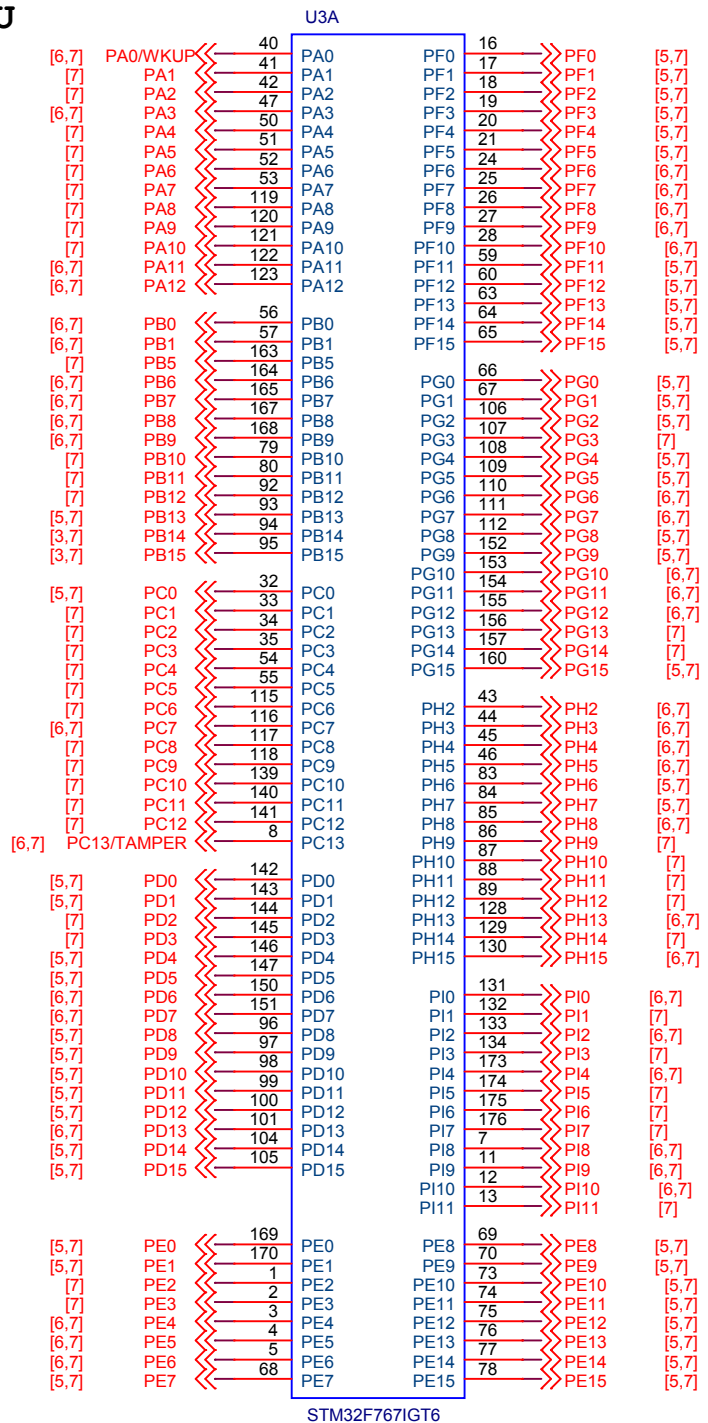 U
U3A
[6,7] PA0/WKUP 40 PA0 PF0 16 PF0 [5,7]
[7] PA1 41 PA1 PF1 17 PF1 [5,7]
[7] PA2 42 PA2 PF2 18 PF2 [5,7]
[6,7] PA3 47 PA3 PF3 19 PF3 [5,7]
[7] PA4 50 PA4 PF4 20 PF4 [5,7]
[7] PA5 51 PA5 PF5 21 PF5 [5,7]
[7] PA6 52 PA6 PF6 24 PF6 [6,7]
[7] PA7 53 PA7 PF7 25 PF7 [6,7]
[7] PA8 119 PA8 PF8 26 PF8 [6,7]
[7] PA9 120 PA9 PF9 27 PF9 [6,7]
[7] PA10 121 PA10 PF10 28 PF10 [6,7]
[6,7] PA11 122 PA11 PF11 59 PF11 [5,7]
[6,7] PA12 123 PA12 PF12 60 PF12 [5,7]
PF13 63 PF13 [5,7]
[6,7] PB0 56 PB0 PF14 64 PF14 [5,7]
[6,7] PB1 57 PB1 PF15 65 PF15 [5,7]
[7] PB5 163 PB5
[6,7] PB6 164 PB6 PG0 66 PG0 [5,7]
[6,7] PB7 165 PB7 PG1 67 PG1 [5,7]
[6,7] PB8 167 PB8 PG2 106 PG2 [5,7]
[6,7] PB9 168 PB9 PG3 107 PG3 [7]
[7] PB10 79 PB10 PG4 108 PG4 [5,7]
[7] PB11 80 PB11 PG5 109 PG5 [5,7]
[7] PB12 92 PB12 PG6 110 PG6 [6,7]
[5,7] PB13 93 PB13 PG7 111 PG7 [6,7]
[3,7] PB14 94 PB14 PG8 112 PG8 [5,7]
[3,7] PB15 95 PB15 PG9 152 PG9 [5,7]
PG10 153 PG10 [6,7]
[5,7] PC0 32 PC0 PG11 154 PG11 [6,7]
[7] PC1 33 PC1 PG12 155 PG12 [6,7]
[7] PC2 34 PC2 PG13 156 PG13 [7]
[7] PC3 35 PC3 PG14 157 PG14 [7]
[7] PC4 54 PC4 PG15 160 PG15 [5,7]
[7] PC5 55 PC5
[7] PC6 115 PC6 PH2 43 PH2 [6,7]
[6,7] PC7 116 PC7 PH3 44 PH3 [6,7]
[7] PC8 117 PC8 PH4 45 PH4 [6,7]
[7] PC9 118 PC9 PH5 46 PH5 [6,7]
[7] PC10 139 PC10 PH6 83 PH6 [5,7]
[7] PC11 140 PC11 PH7 84 PH7 [5,7]
[7] PC12 141 PC12 PH8 85 PH8 [6,7]
[6,7] PC13/TAMPER 8 PC13 PH9 86 PH9 [7]
PH10 87 PH10 [7]
[5,7] PD0 142 PD0 PH11 88 PH11 [7]
[5,7] PD1 143 PD1 PH12 89 PH12 [7]
[7] PD2 144 PD2 PH13 128 PH13 [6,7]
[7] PD3 145 PD3 PH14 129 PH14 [7]
[5,7] PD4 146 PD4 PH15 130 PH15 [6,7]
[5,7] PD5 147 PD5
[6,7] PD6 150 PD6 PI0 131 PI0 [6,7]
[6,7] PD7 151 PD7 PI1 132 PI1 [7]
[5,7] PD8 96 PD8 PI2 133 PI2 [6,7]
[5,7] PD9 97 PD9 PI3 134 PI3 [7]
[5,7] PD10 98 PD10 PI4 173 PI4 [6,7]
[5,7] PD11 99 PD11 PI5 174 PI5 [7]
[5,7] PD12 100 PD12 PI6 175 PI6 [7]
[6,7] PD13 101 PD13 PI7 176 PI7 [7]
[5,7] PD14 104 PD14 PI8 7 PI8 [6,7]
[5,7] PD15 105 PD15 PI9 11 PI9 [6,7]
PI10 12 PI10 [6,7]
PI11 13 PI11 [7]
[5,7] PE0 169 PE0 PE8 69 PE8 [5,7]
[5,7] PE1 170 PE1 PE9 70 PE9 [5,7]
[7] PE2 1 PE2 PE10 73 PE10 [5,7]
[7] PE3 2 PE3 PE11 74 PE11 [5,7]
[6,7] PE4 3 PE4 PE12 75 PE12 [5,7]
[6,7] PE5 4 PE5 PE13 76 PE13 [5,7]
[6,7] PE6 5 PE6 PE14 77 PE14 [5,7]
[5,7] PE7 68 PE7 PE15 78 PE15 [5,7]
STM32F767IGT6